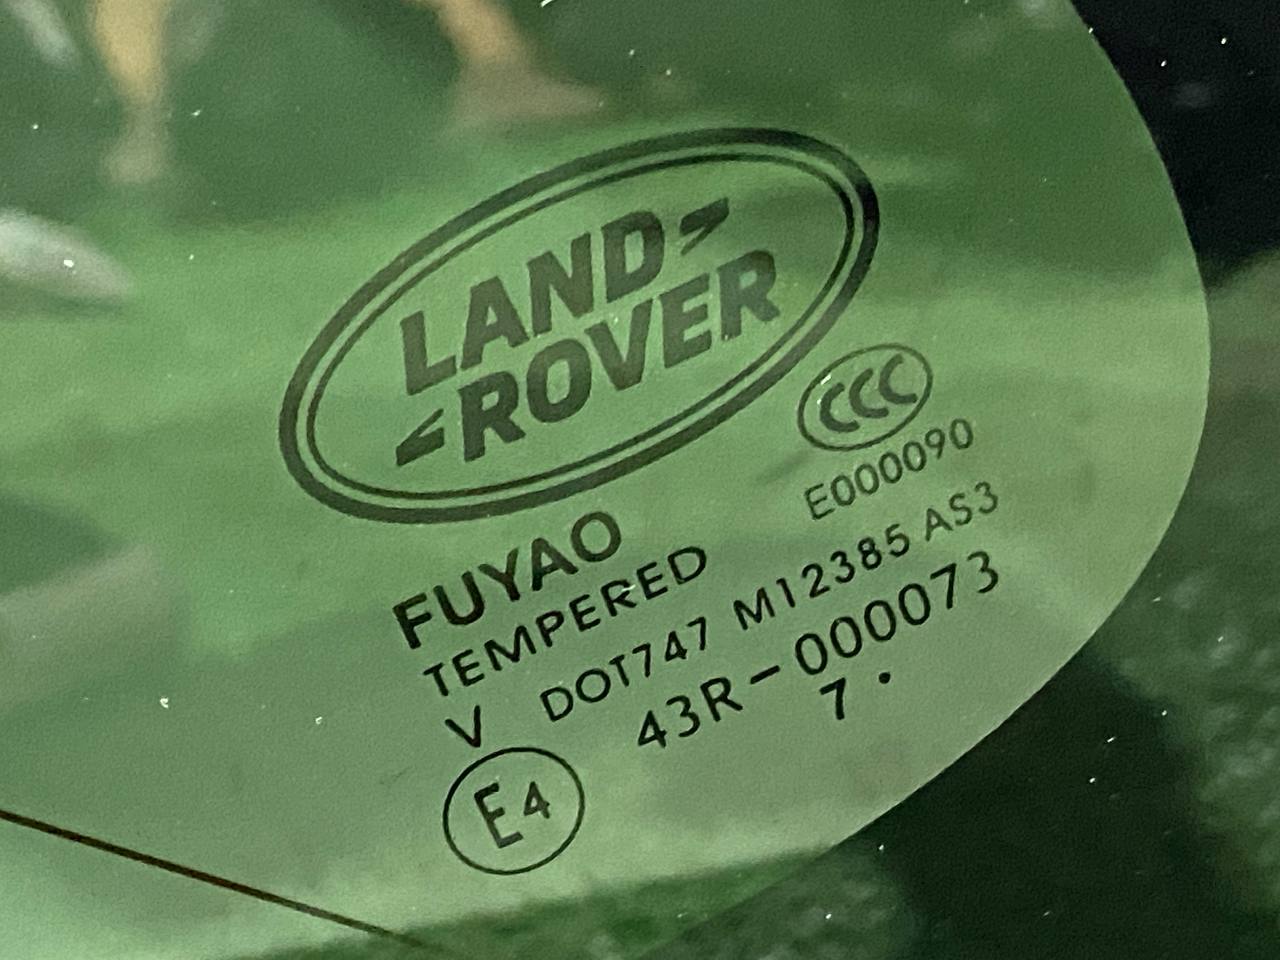 LAND
ROVER
CCC
E000090
FUYAO
TEMPERED
V DOT747 M12385 AS3
E4 43R-000073
7 •